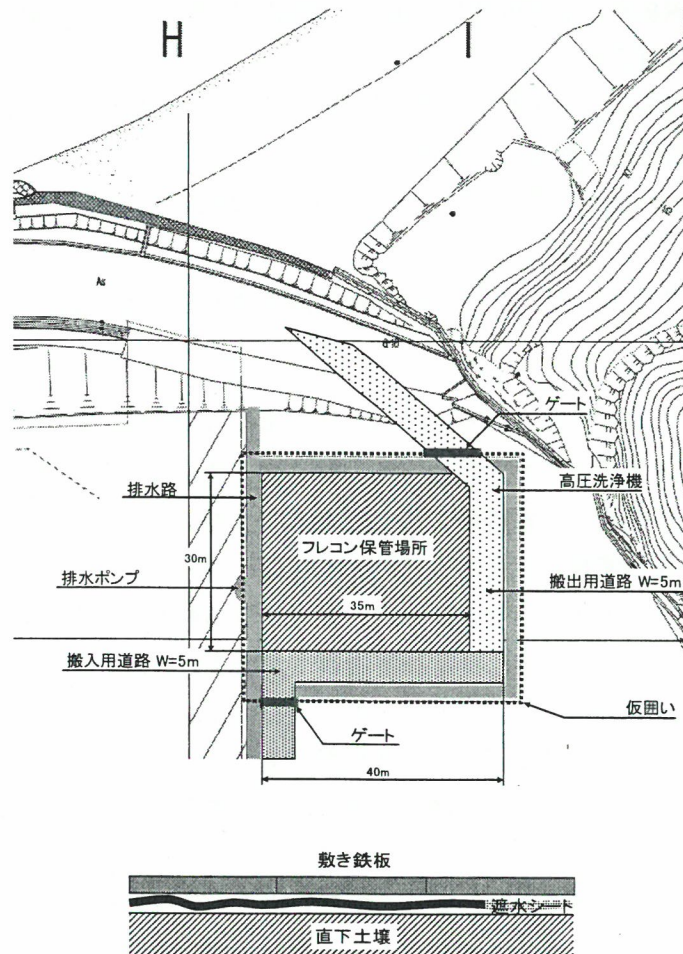 H
I
ゲート
高圧洗浄機
排水路
フレコン保管場所
30m
排水ポンプ
搬出用道路 W=5m
35m
搬入用道路 W=5m
仮囲い
ゲート
40m
敷き鉄板
遮水シート
直下土壌